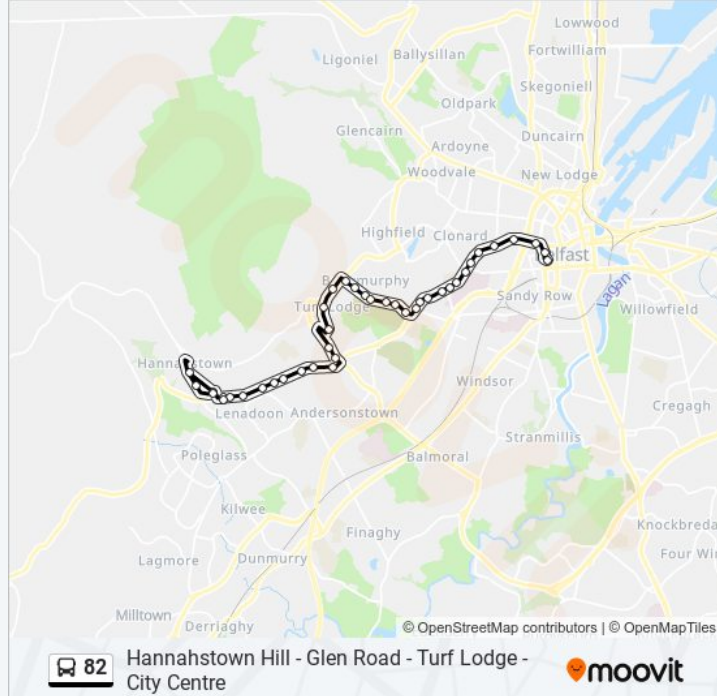 Lowwood
Ligoniel
Ballysillan
Fortwilliam
Skegoniell
Oldpark
Glencairn
Duncairn
Ardoyne
Woodvale
New Lodge
Highfield
Clonard
Belfast
Ballymurphy
Turf Lodge
Sandy Row
Lagan
Willowfield
Hannahstown
Windsor
Lenadoon
Andersonstown
Cregagh
Stranmillis
Poleglass
Balmoral
Kilwee
Knockbreda
Finaghy
Lagmore
Dunmurry
Four Win
Milltown
Derriaghy
© OpenStreetMap contributors | © OpenMapTiles
82
Hannahstown Hill - Glen Road - Turf Lodge -
City Centre
moovit